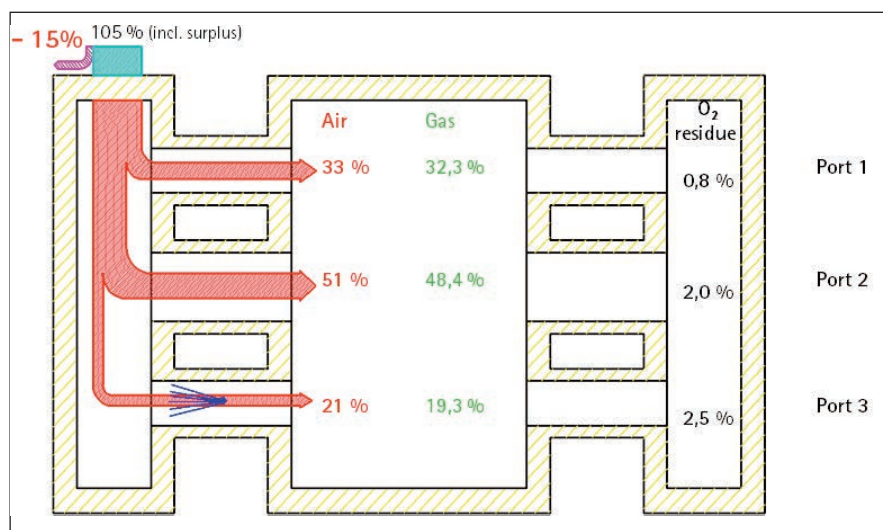 - 15%
105 % (incl. surplus)
Air Gas O₂ residue
33 % 32,3 % 0,8 % Port 1
51 % 48,4 % 2,0 % Port 2
21 % 19,3 % 2,5 % Port 3